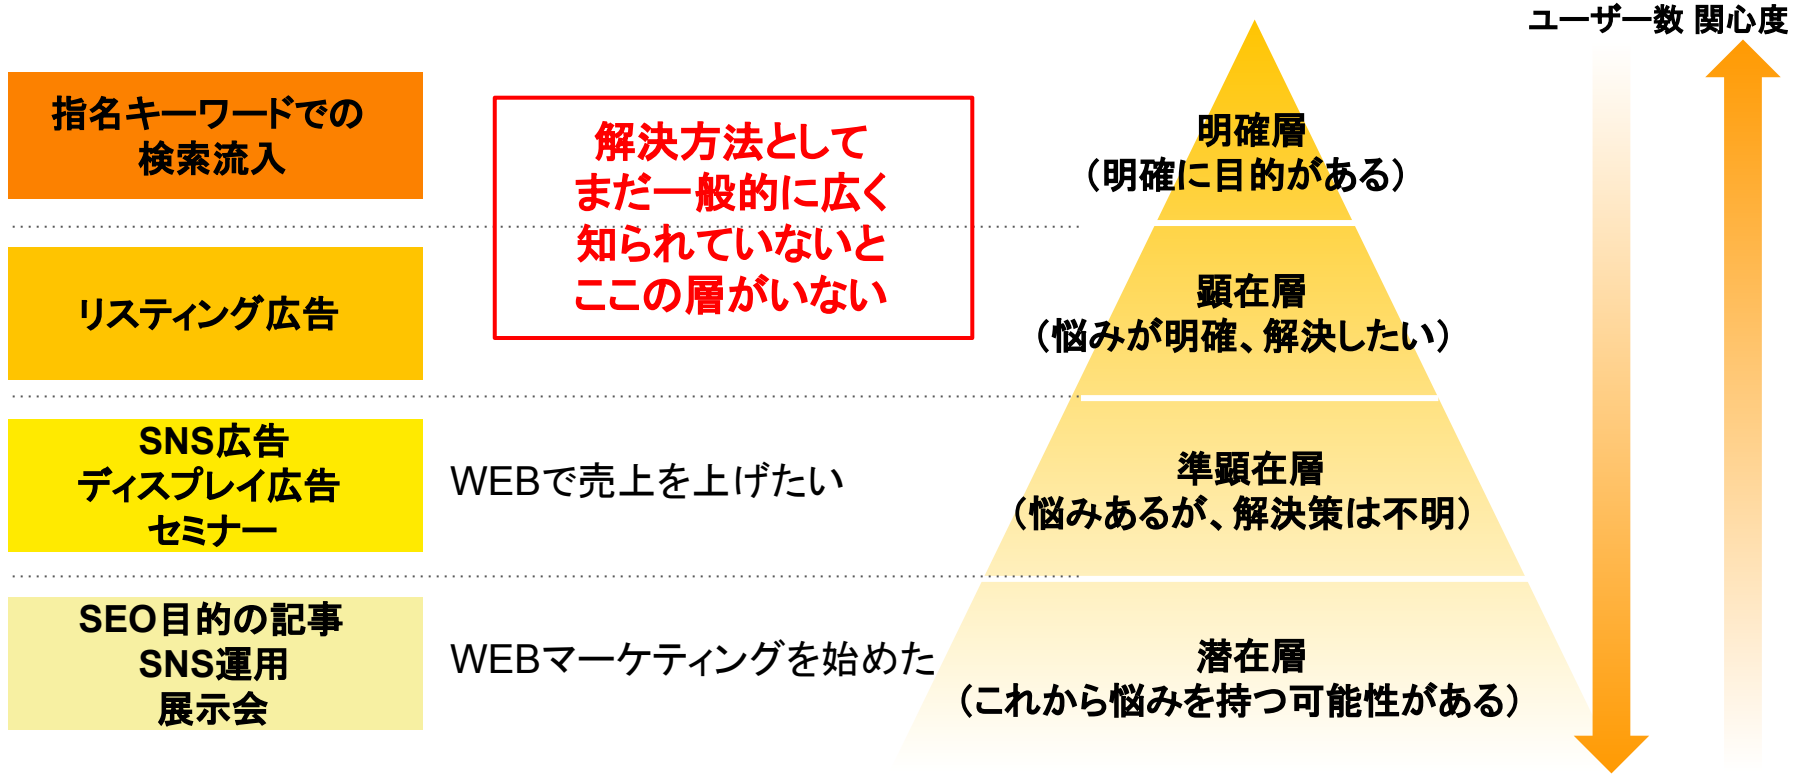 ユーザー数 関心度
指名キーワードでの
検索流入
解決方法として
まだ一般的に広く
知られていないと
ここの層がいない
明確層
（明確に目的がある）
リスティング広告
顕在層
（悩みが明確、解決したい）
SNS広告
ディスプレイ広告
セミナー
WEBで売上を上げたい
準顕在層
（悩みあるが、解決策は不明）
SEO目的の記事
SNS運用
展示会
WEBマーケティングを始めた
潜在層
（これから悩みを持つ可能性がある）